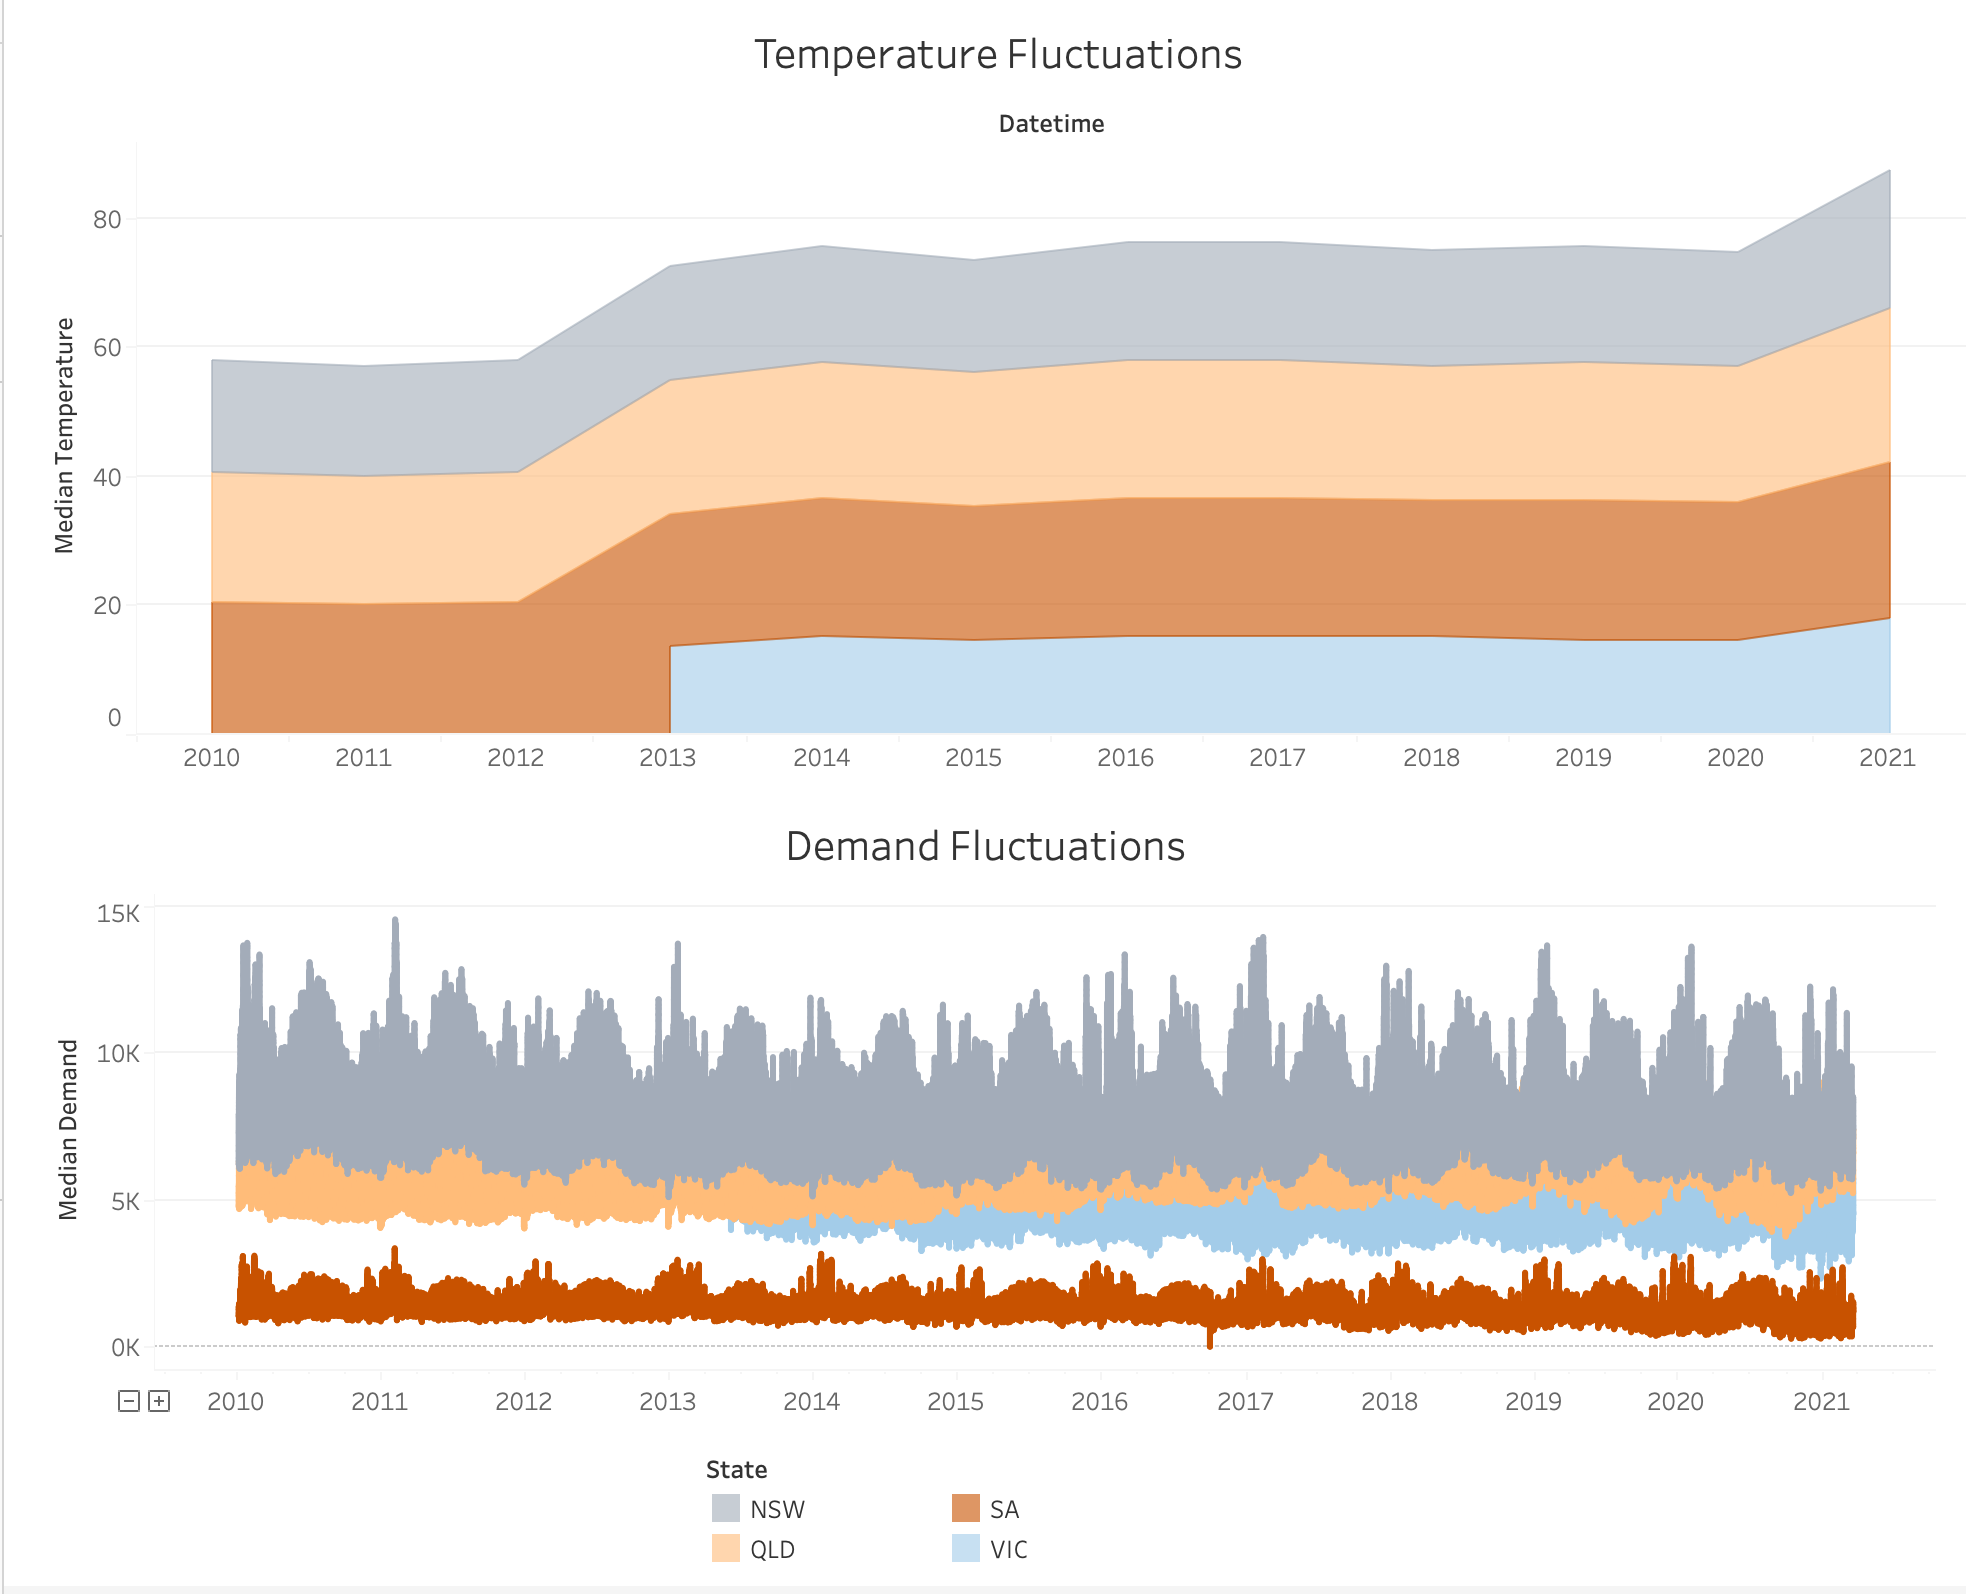 Temperature Fluctuations
Datetime
Median Temperature
80
60
40
20
0
2010 2011 2012 2013 2014 2015 2016 2017 2018 2019 2020 2021
Demand Fluctuations
Median Demand
15K
10K
5K
0K
2010 2011 2012 2013 2014 2015 2016 2017 2018 2019 2020 2021
State
NSW SA
QLD VIC